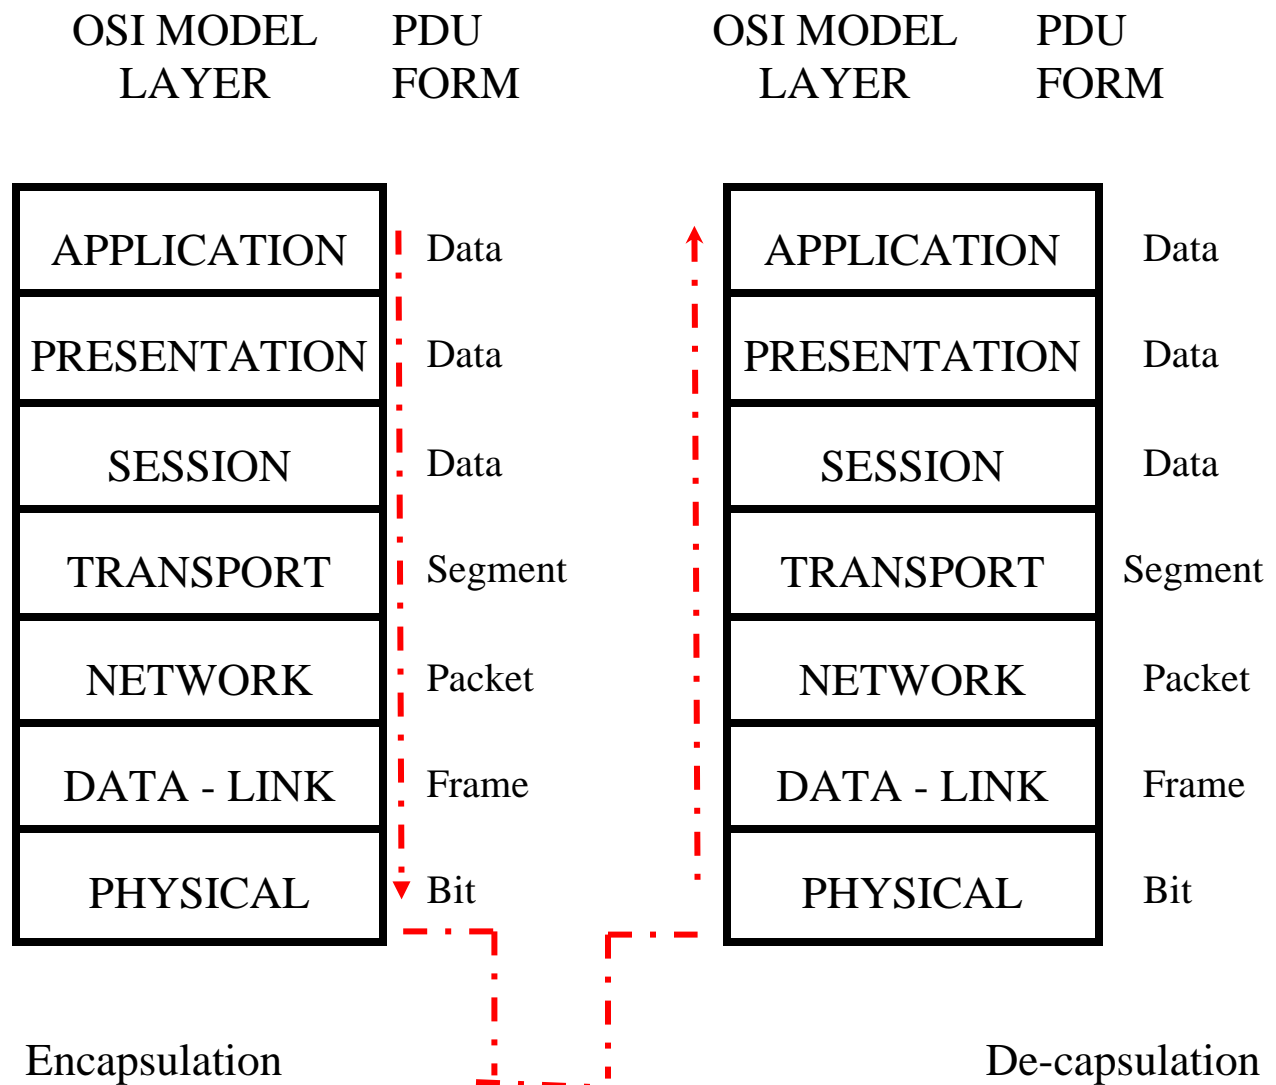 OSI MODEL PDU OSI MODEL PDU
LAYER FORM LAYER FORM
APPLICATION Data APPLICATION Data
PRESENTATION Data PRESENTATION Data
SESSION Data SESSION Data
TRANSPORT Segment TRANSPORT Segment
NETWORK Packet NETWORK Packet
DATA - LINK Frame DATA - LINK Frame
PHYSICAL Bit PHYSICAL Bit
Encapsulation De-capsulation